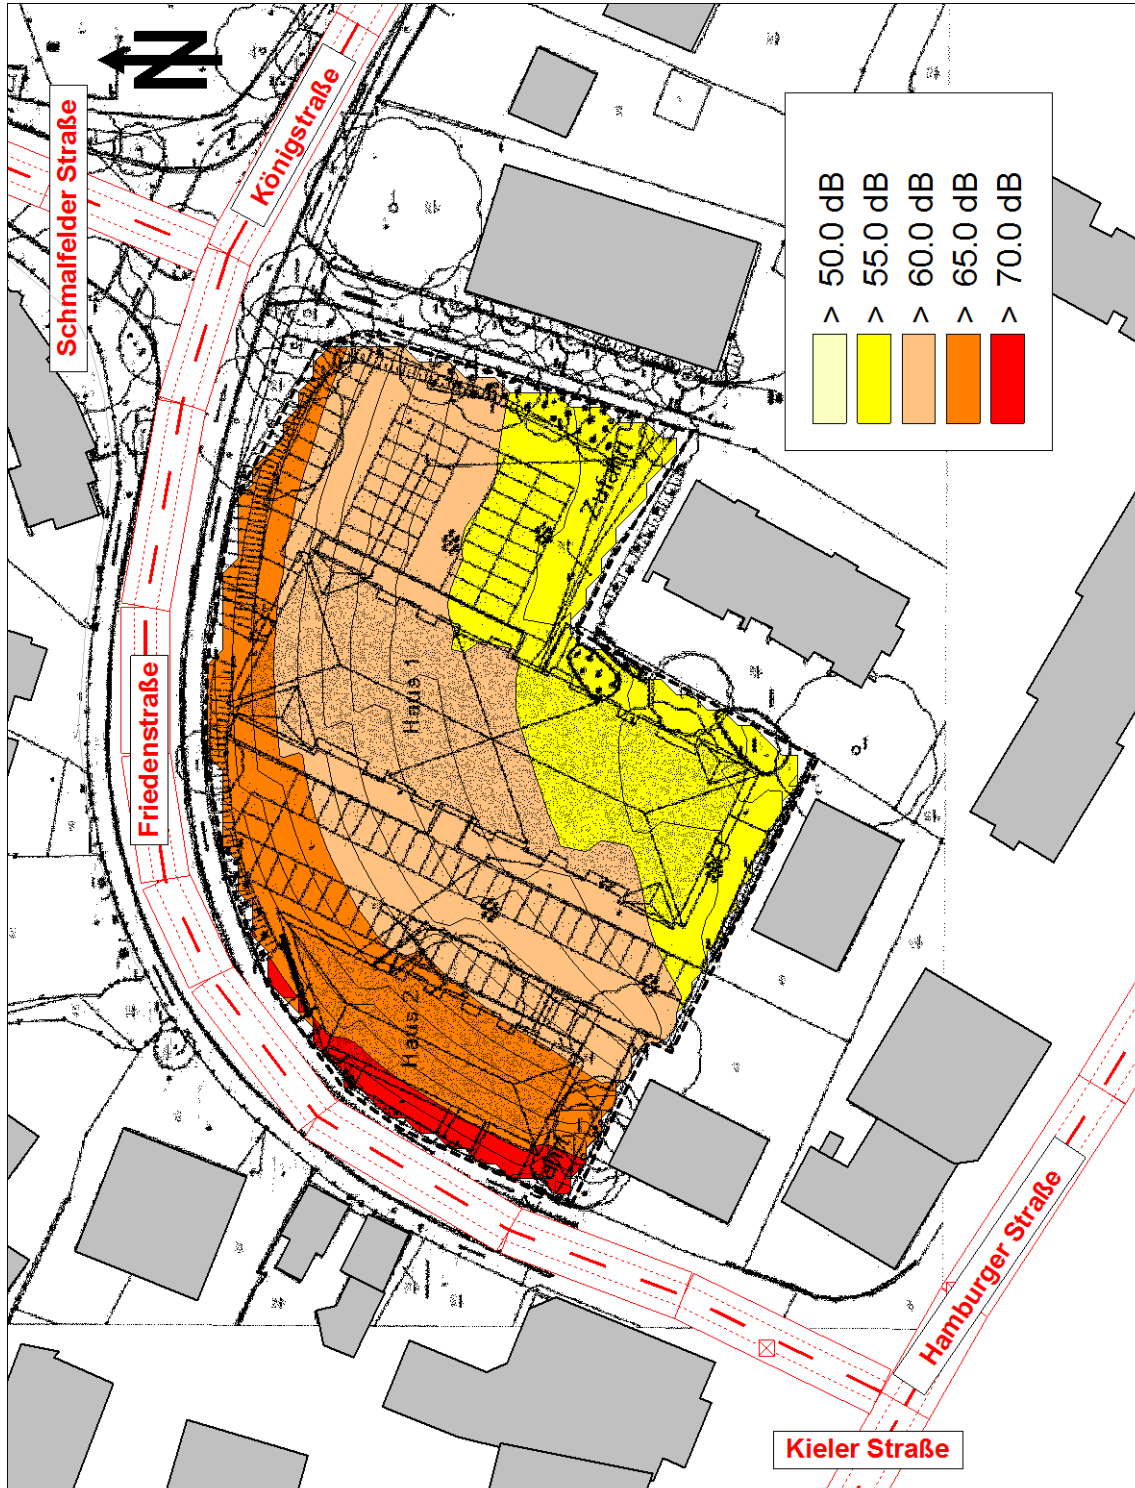 N
Schmalfelder Straße
Königstraße
Friedenstraße
> 50.0 dB
> 55.0 dB
> 60.0 dB
> 65.0 dB
> 70.0 dB
Haus 1
Haus 2
Hamburger Straße
Kieler Straße